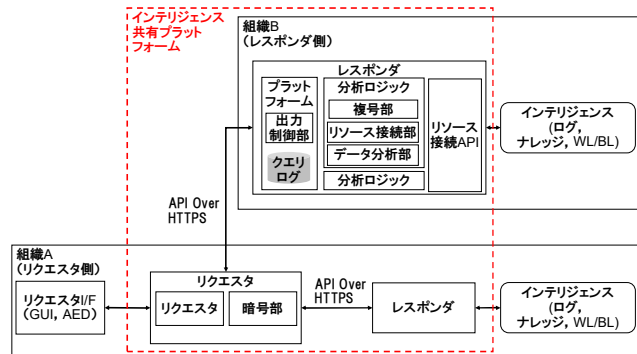 インテリジェンス
共有プラット
フォーム
組織B
(レスポンダ側)
レスポンダ
プラット
フォーム
出力
制御部
クエリ
ログ
分析ロジック
複号部
リソース接続部
データ分析部
分析ロジック
リソース
接続API
インテリジェンス
(ログ,
ナレッジ, WL/BL)
API Over
HTTPS
組織A
(リクエスタ側)
リクエスタI/F
(GUI, AED)
リクエスタ
リクエスタ
暗号部
API Over
HTTPS
レスポンダ
インテリジェンス
(ログ,
ナレッジ, WL/BL)